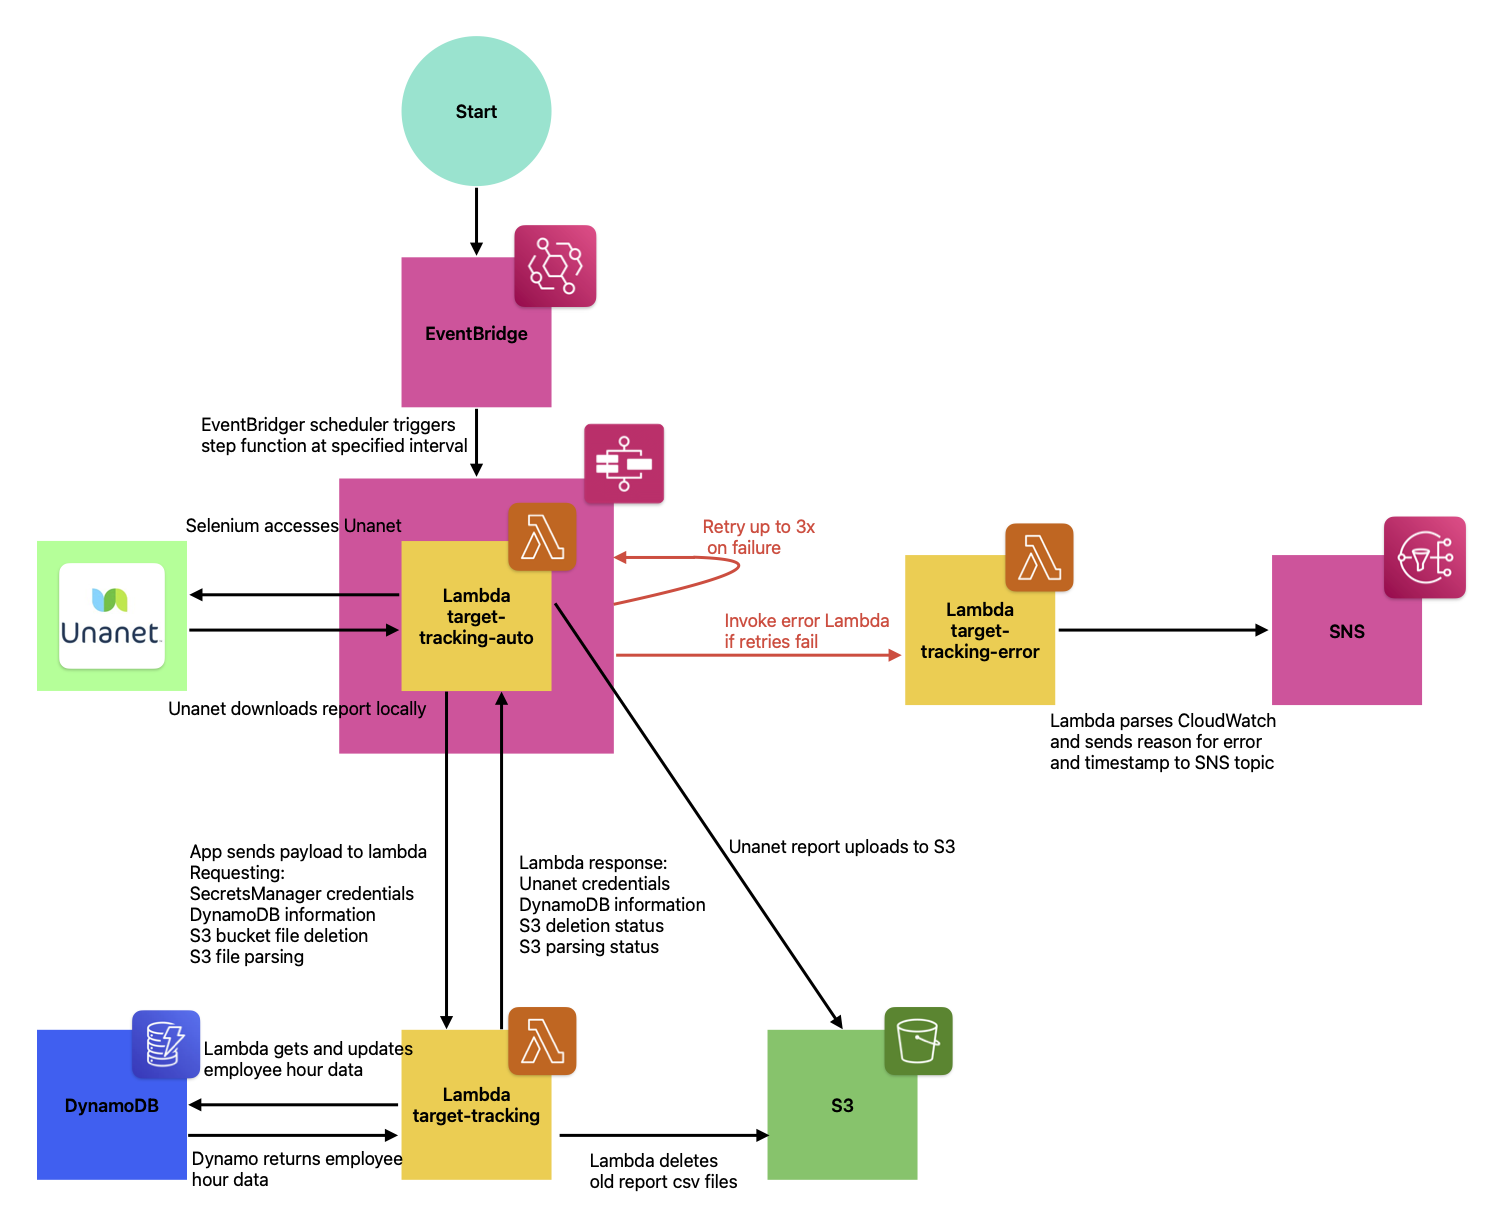 Start
EventBridge
EventBridger scheduler triggers
step function at specified interval
Selenium accesses Unanet
Unanet
Unanet downloads report locally
Lambda
target-
tracking-auto
Retry up to 3x
on failure
Invoke error Lambda
if retries fail
Lambda
target-
tracking-error
SNS
Lambda parses CloudWatch
and sends reason for error
and timestamp to SNS topic
App sends payload to lambda
Requesting:
SecretsManager credentials
DynamoDB information
S3 bucket file deletion
S3 file parsing
Lambda response:
Unanet credentials
DynamoDB information
S3 deletion status
S3 parsing status
Unanet report uploads to S3
DynamoDB
Lambda gets and updates
employee hour data
Dynamo returns employee
hour data
Lambda
target-tracking
Lambda deletes
old report csv files
S3